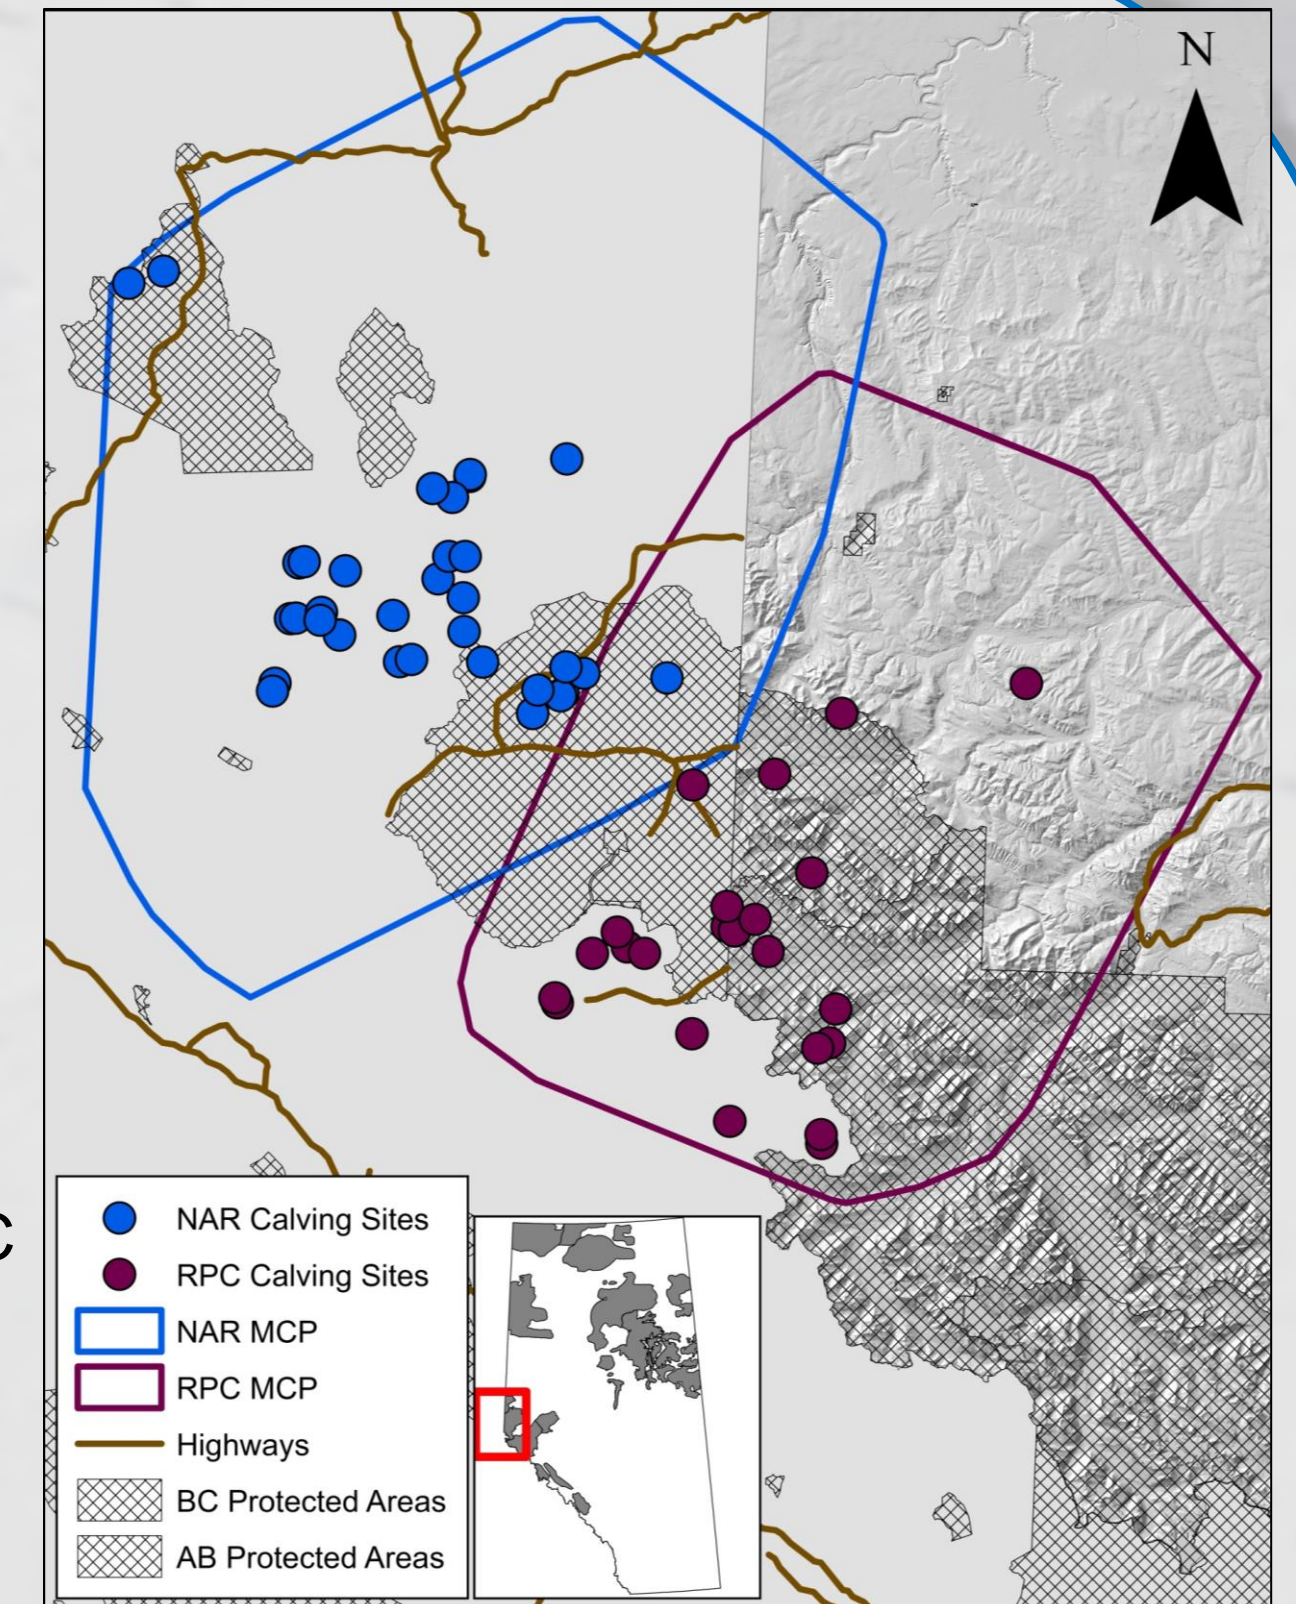 N
C
NAR Calving Sites
RPC Calving Sites
NAR MCP
RPC MCP
Highways
BC Protected Areas
AB Protected Areas